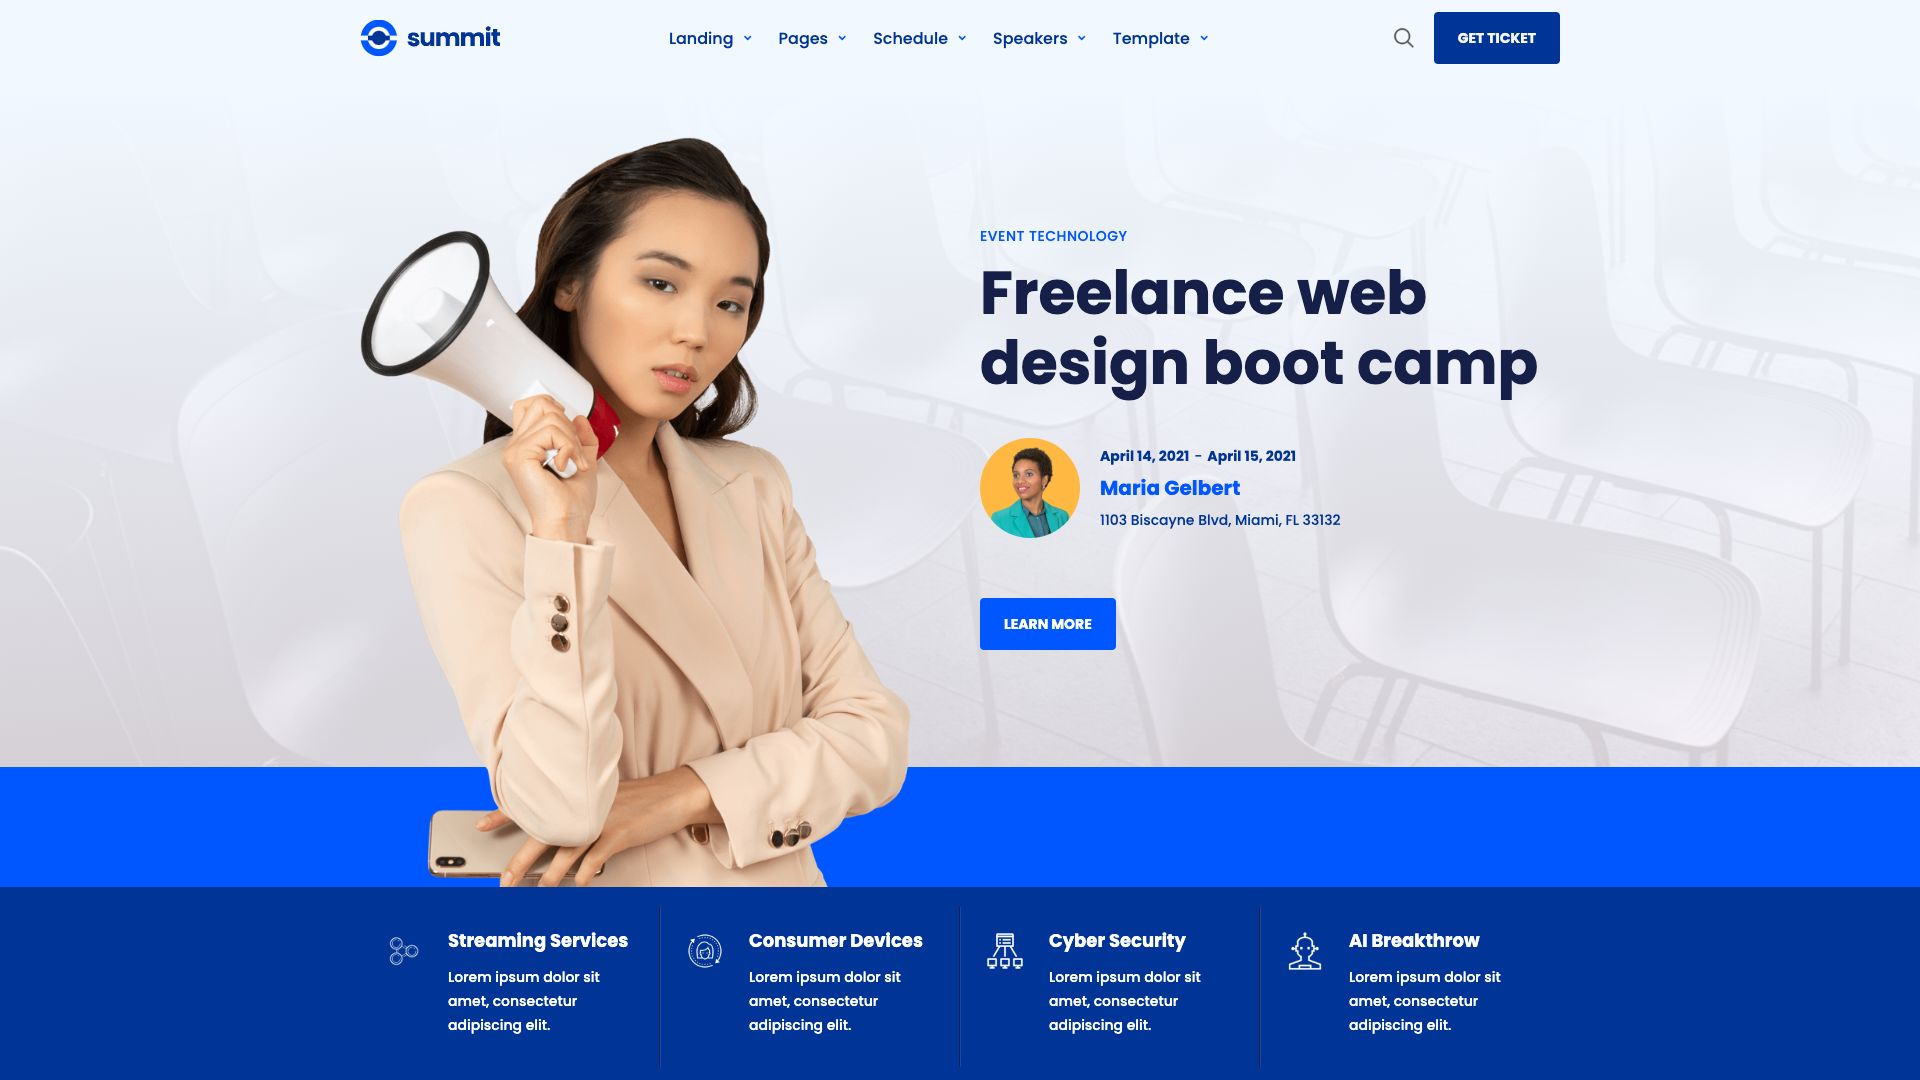 summit
Landing
Pages
Schedule
Speakers
Template
GET TICKET
EVENT TECHNOLOGY
Freelance web
design boot camp
April 14, 2021 - April 15, 2021
Maria Gelbert
1103 Biscayne Blvd, Miami, FL 33132
LEARN MORE
Streaming Services
Lorem ipsum dolor sit
amet, consectetur
adipiscing elit.
Consumer Devices
Lorem ipsum dolor sit
amet, consectetur
adipiscing elit.
Cyber Security
Lorem ipsum dolor sit
amet, consectetur
adipiscing elit.
AI Breakthrow
Lorem ipsum dolor sit
amet, consectetur
adipiscing elit.